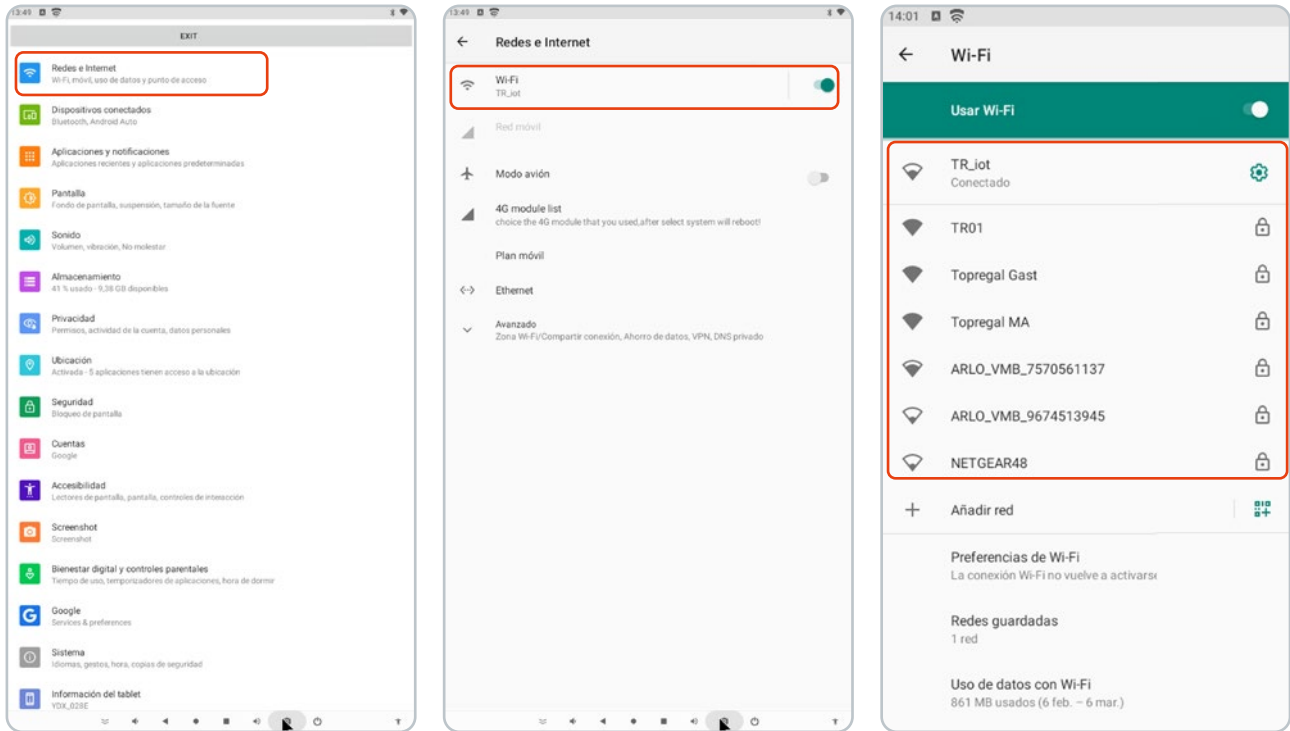 13:49
EXIT
Redes e Internet
Wi-Fi, móvil, uso de datos y punto de acceso
Dispositivos conectados
Bluetooth, Android Auto
Aplicaciones y notificaciones
Aplicaciones recientes y aplicaciones predeterminadas
Pantalla
Fondo de pantalla, suspensión, tamaño de la fuente
Sonido
Volumen, vibración, No molestar
Almacenamiento
41 % usado - 9,38 GB disponibles
Privacidad
Permisos, actividad de la cuenta, datos personales
Ubicación
Activada - 5 aplicaciones tienen acceso a la ubicación
Seguridad
Bloqueo de pantalla
Cuentas
Google
Accesibilidad
Lectores de pantalla, pantalla, controles de interacción
Screenshot
Screenshot
Bienestar digital y controles parentales
Tiempo de uso, temporizadores de aplicaciones, hora de dormir
Google
Services & preferences
Sistema
Idiomas, gestos, hora, copias de seguridad
Información del tablet
YDX_028E
13:49
Redes e Internet
Wi-Fi
TR_iot
Red móvil
Modo avión
4G module list
choice the 4G module that you used,after select system will reboot!
Plan móvil
Ethernet
Avanzado
Zona Wi-Fi/Compartir conexión, Ahorro de datos, VPN, DNS privado
14:01
Wi-Fi
Usar Wi-Fi
TR_iot
Conectado
TR01
Topregal Gast
Topregal MA
ARLO_VMB_7570561137
ARLO_VMB_9674513945
NETGEAR48
Añadir red
Preferencias de Wi-Fi
La conexión Wi-Fi no vuelve a activarse
Redes guardadas
1 red
Uso de datos con Wi-Fi
861 MB usados (6 feb. – 6 mar.)